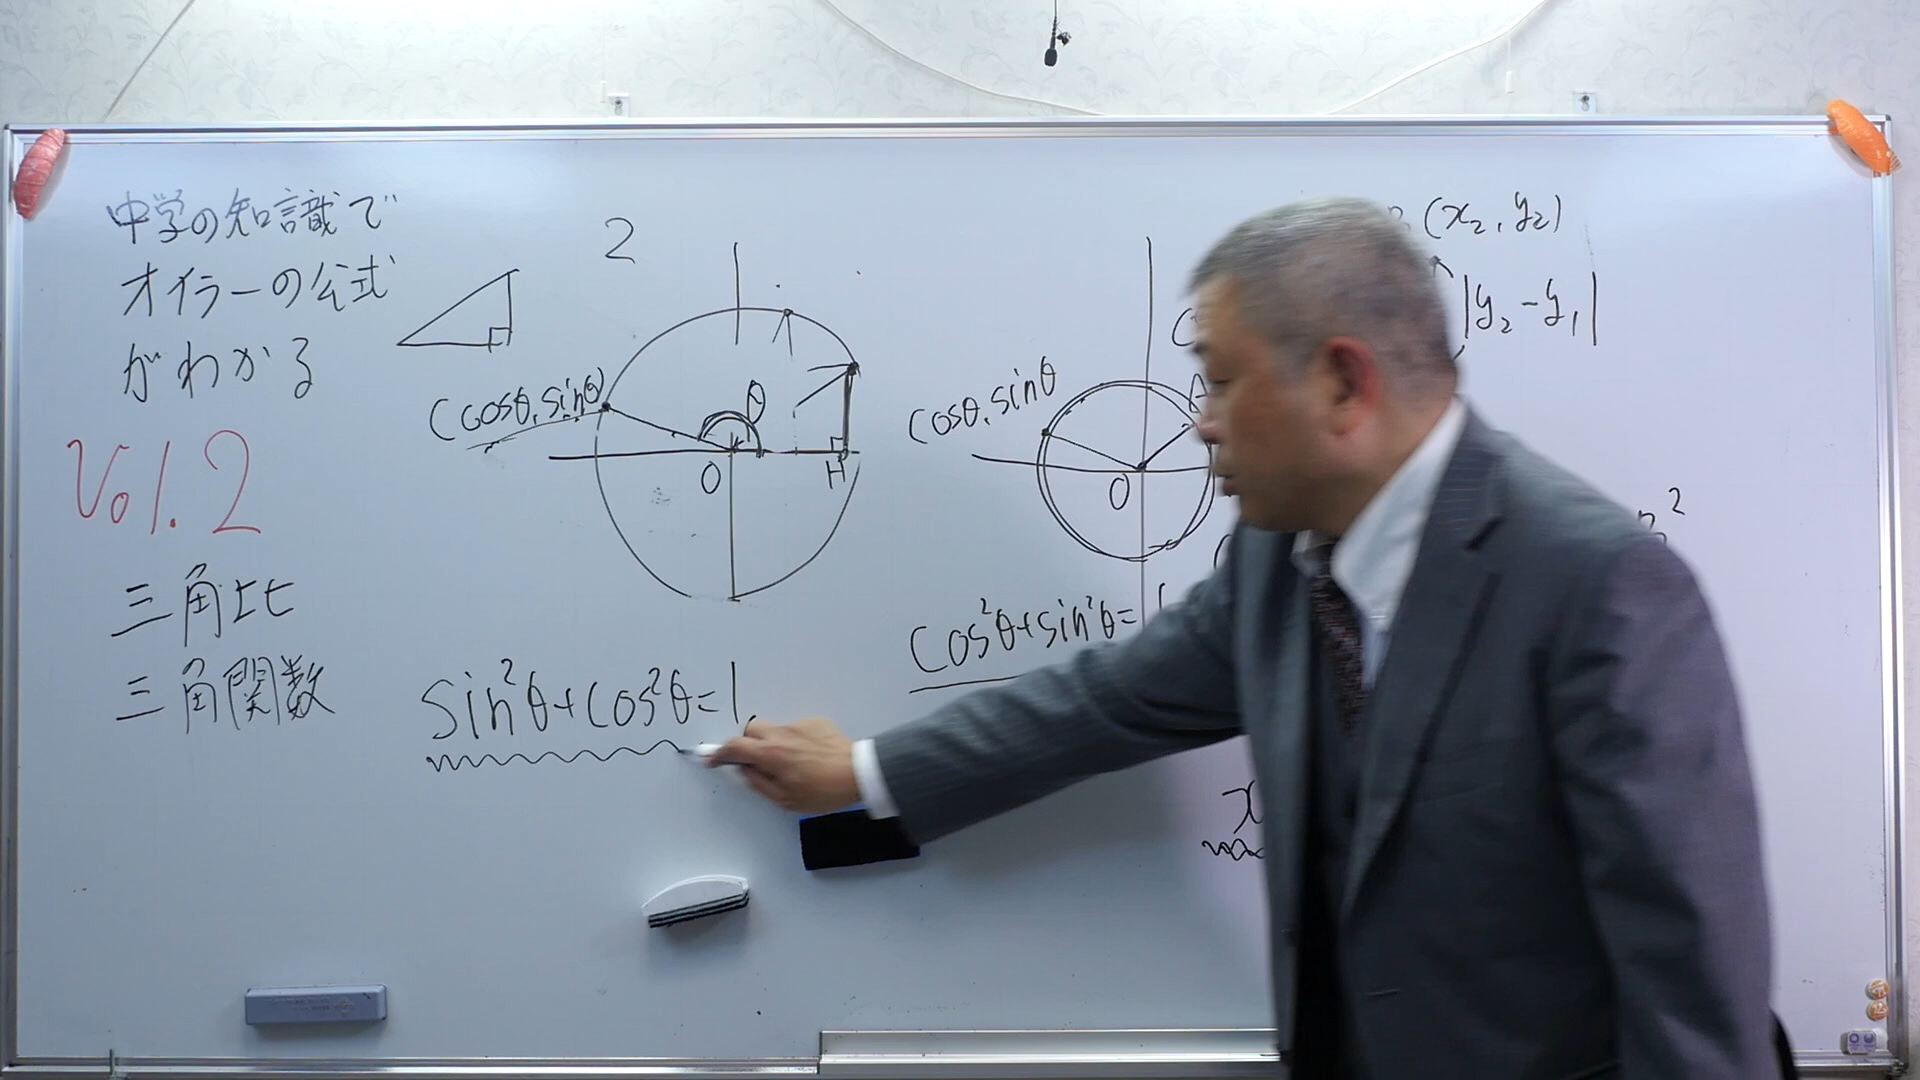 中学の知識で
オイラーの公式
がわかる
Vol.2
三角比
三角関数
2
(cosθ, sinθ)
θ
O
H
sin²θ+cos²θ=1
cosθ, sinθ
A
O
cos²θ+sin²θ=1
(x₂, y₂)
|y₂-y₁|
2
x